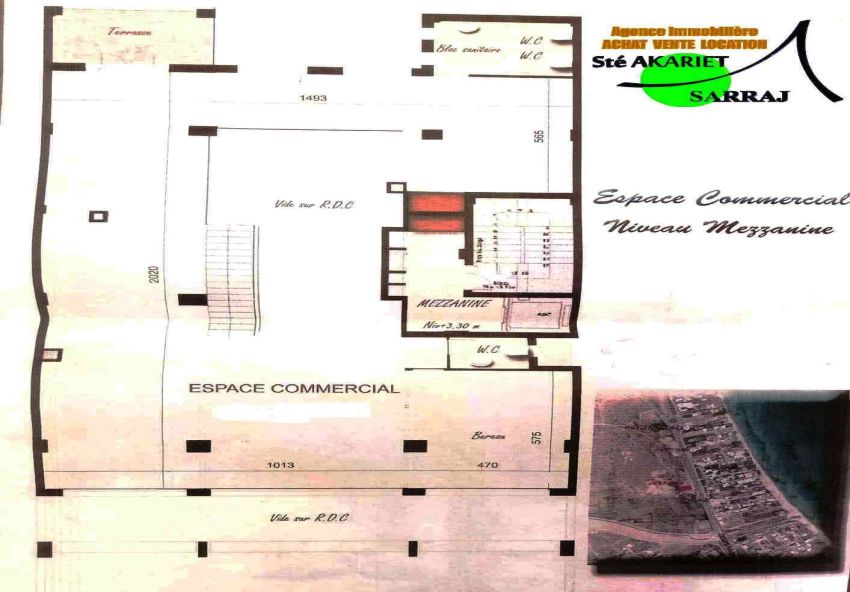 Terrasse
Bloc sanitaire
W.C
W.C
Agence Immobilière
ACHAT VENTE LOCATION
Sté AKARIET
SARRAJ
1493
565
Vide sur R.D.C
Espace Commercial
Niveau Mezzanine
2020
MEZZANINE
Niv+3,30 m
ASC
W.C
ESPACE COMMERCIAL
Bureau
575
1013
470
Vide sur R.D.C